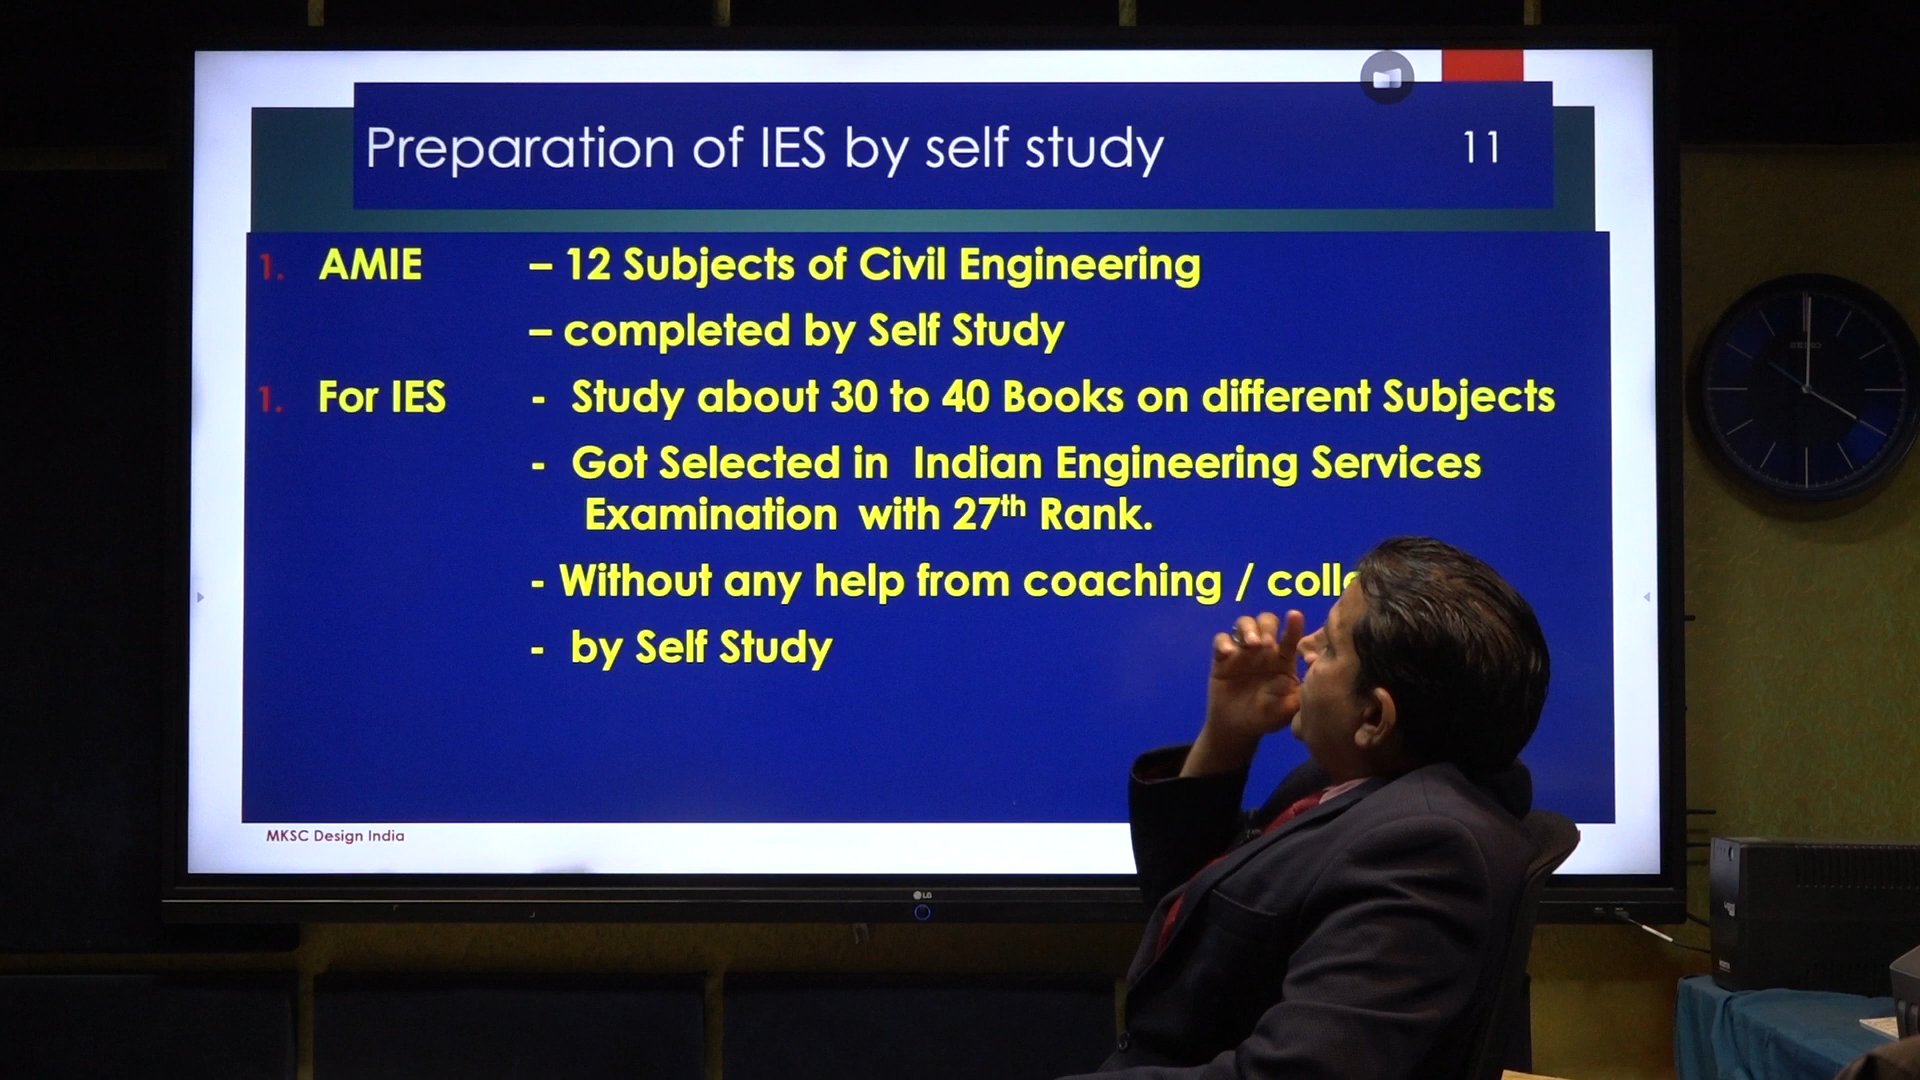 Preparation of IES by self study
11
1. AMIE – 12 Subjects of Civil Engineering
– completed by Self Study
1. For IES - Study about 30 to 40 Books on different Subjects
- Got Selected in Indian Engineering Services
Examination with 27th Rank.
- Without any help from coaching /
- by Self Study
MKSC Design India
LG
SEIKO